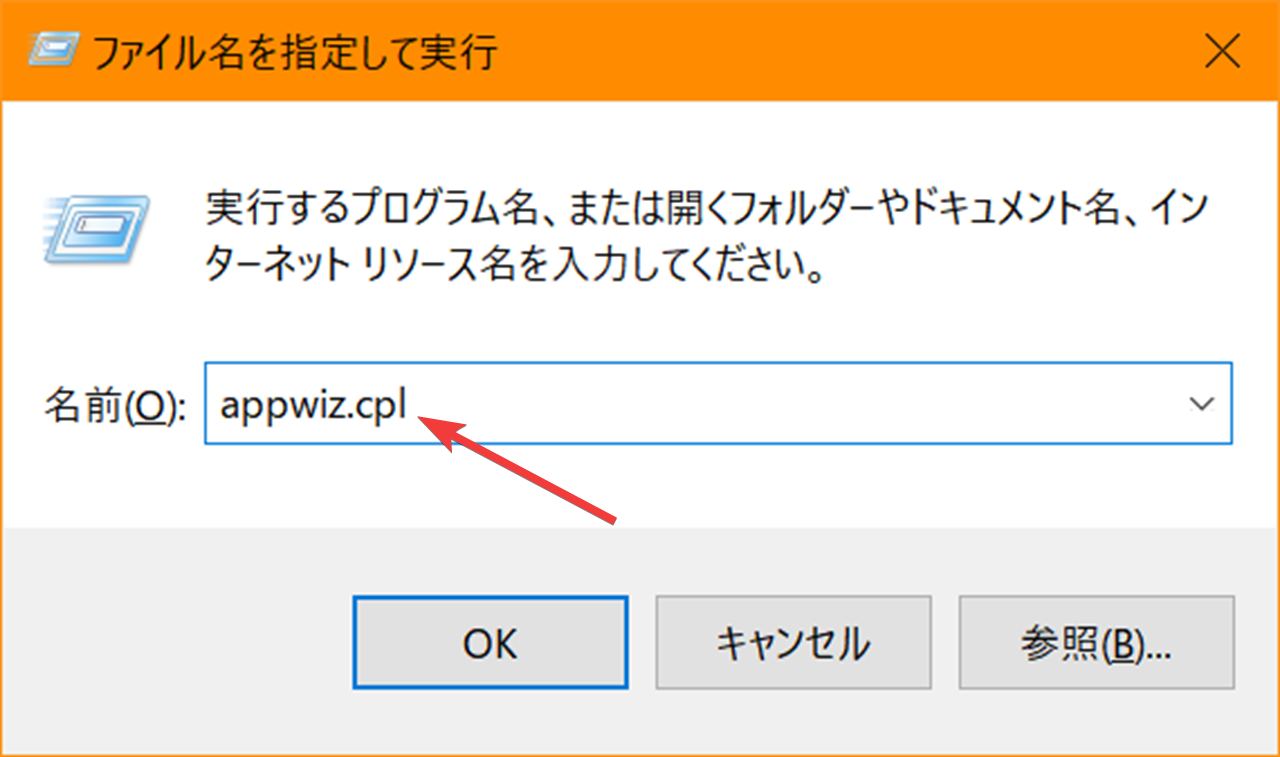 ファイル名を指定して実行
実行するプログラム名、または開くフォルダーやドキュメント名、イン
ターネット リソース名を入力してください。
名前(O): appwiz.cpl
OK キャンセル 参照(B)...